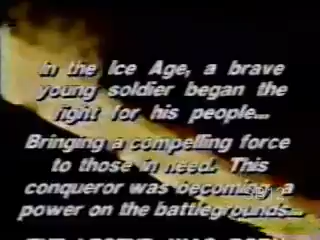 In the Ice Age, a brave
young soldier began the
fight for his people...
Bringing a compelling force
to those in need. This
conqueror was becoming a
power on the battlegrounds...